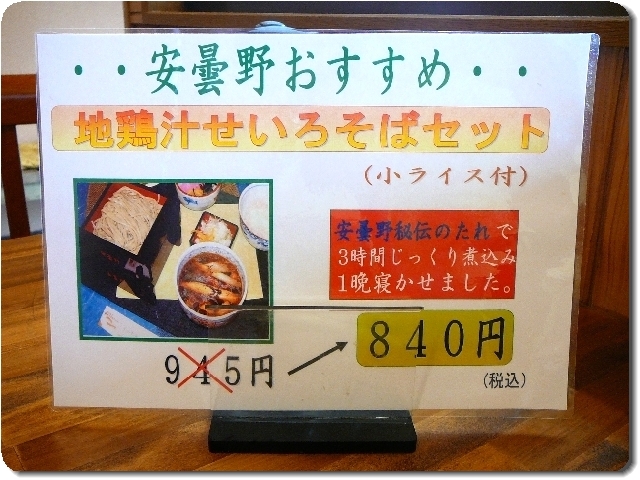 ・・安曇野おすすめ・・
地鶏汁せいろそばセット
(小ライス付)
安曇野秘伝のたれで
3時間じっくり煮込み
1晩寝かせました。
945円
840円
(税込)